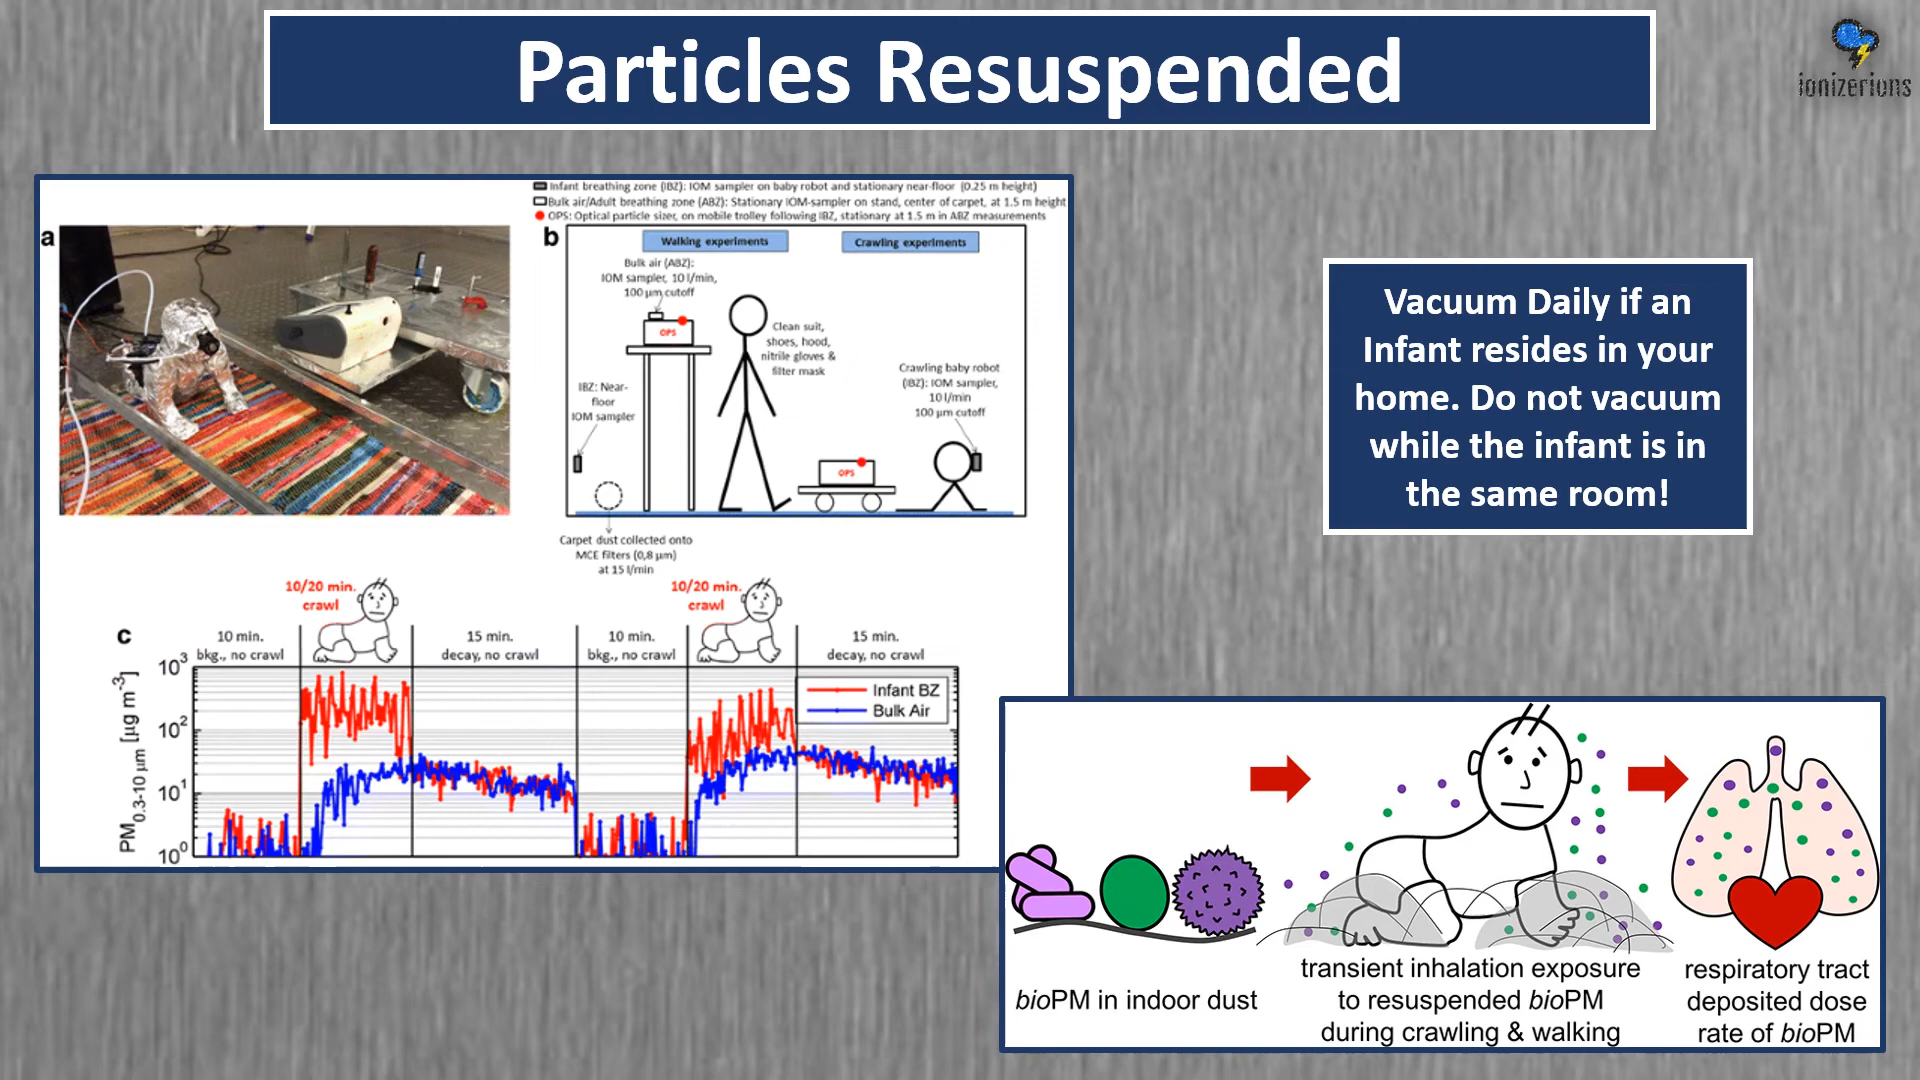 Particles Resuspended
ionizerions
Infant breathing zone (IBZ): IOM sampler on baby robot and stationary near-floor (0.25 m height)
Bulk air/Adult breathing zone (ABZ): Stationary IOM-sampler on stand, center of carpet, at 1.5 m height
OPS: Optical particle sizer, on mobile trolley following IBZ, stationary at 1.5 m in ABZ measurements
a
b
Walking experiments
Crawling experiments
Bulk air (ABZ):
IOM sampler, 10 l/min,
100 µm cutoff
OPS
Clean suit,
shoes, hood,
nitrile gloves &
filter mask
IBZ: Near-
floor
IOM sampler
Crawling baby robot
(IBZ): IOM sampler,
10 l/min
100 µm cutoff
OPS
Carpet dust collected onto
MCE filters (0,8 µm)
at 15 l/min
Vacuum Daily if an
Infant resides in your
home. Do not vacuum
while the infant is in
the same room!
c
10/20 min.
crawl
10/20 min.
crawl
10 min.
bkg., no crawl
15 min.
decay, no crawl
10 min.
bkg., no crawl
15 min.
decay, no crawl
PM0.3-10 µm [µg m-3]
10³
10²
10¹
10⁰
Infant BZ
Bulk Air
bioPM in indoor dust
transient inhalation exposure
to resuspended bioPM
during crawling & walking
respiratory tract
deposited dose
rate of bioPM